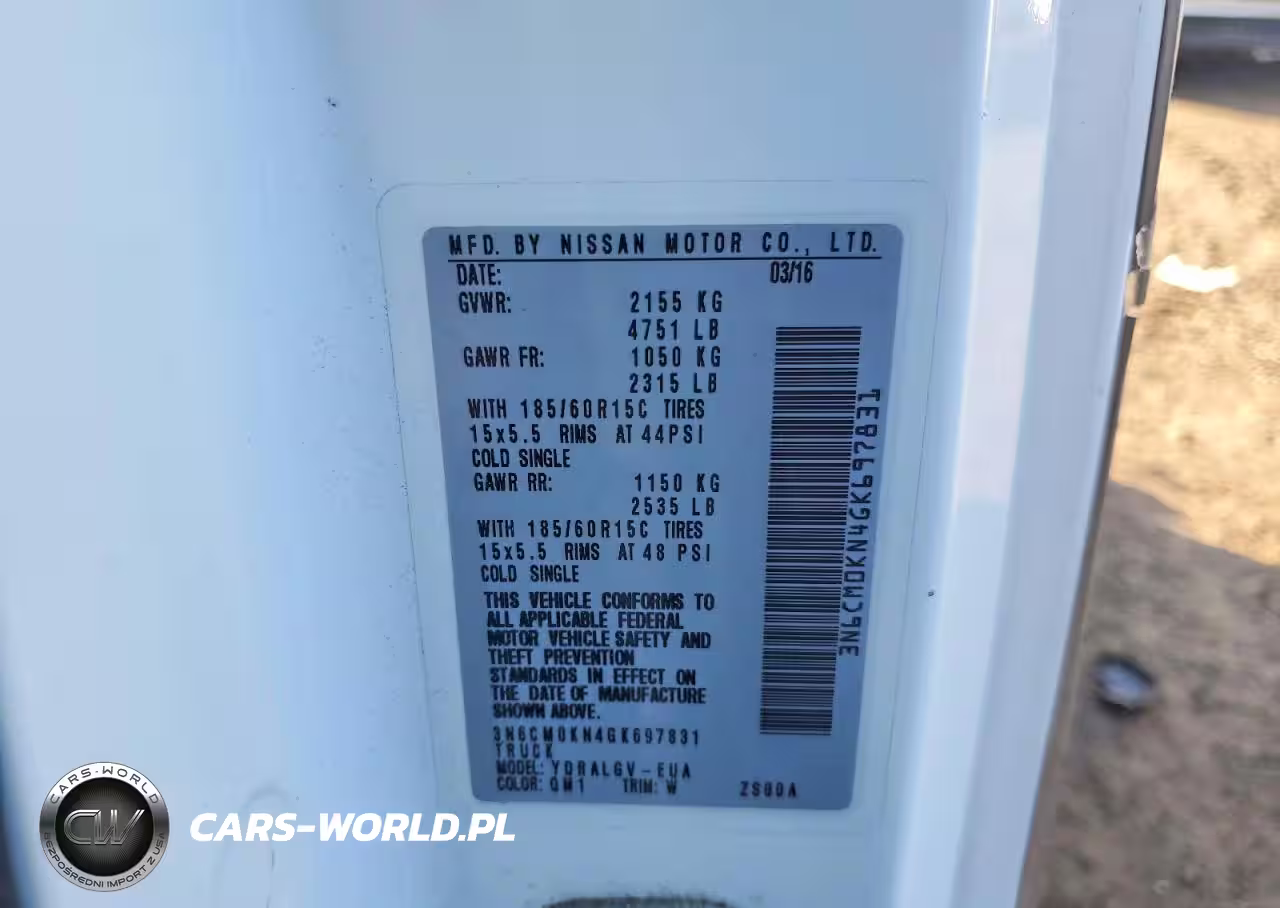 MFD. BY NISSAN MOTOR CO., LTD.
DATE: 03/16
GVWR: 2155 KG
4751 LB
GAWR FR: 1050 KG
2315 LB
WITH 185/60R15C TIRES
15x5.5 RIMS AT 44PSI
COLD SINGLE
GAWR RR: 1150 KG
2535 LB
WITH 185/60R15C TIRES
15x5.5 RIMS AT 48 PSI
COLD SINGLE
THIS VEHICLE CONFORMS TO
ALL APPLICABLE FEDERAL
MOTOR VEHICLE SAFETY AND
THEFT PREVENTION
STANDARDS IN EFFECT ON
THE DATE OF MANUFACTURE
SHOWN ABOVE.
3N6CM0KN4GK697831
TRUCK
MODEL: YDRALGV-EUA
COLOR: QM1 TRIM: W ZS00A
3N6CM0KN4GK697831
CARS-WORLD
CW
BEZPOŚREDNI IMPORT Z USA
CARS-WORLD.PL